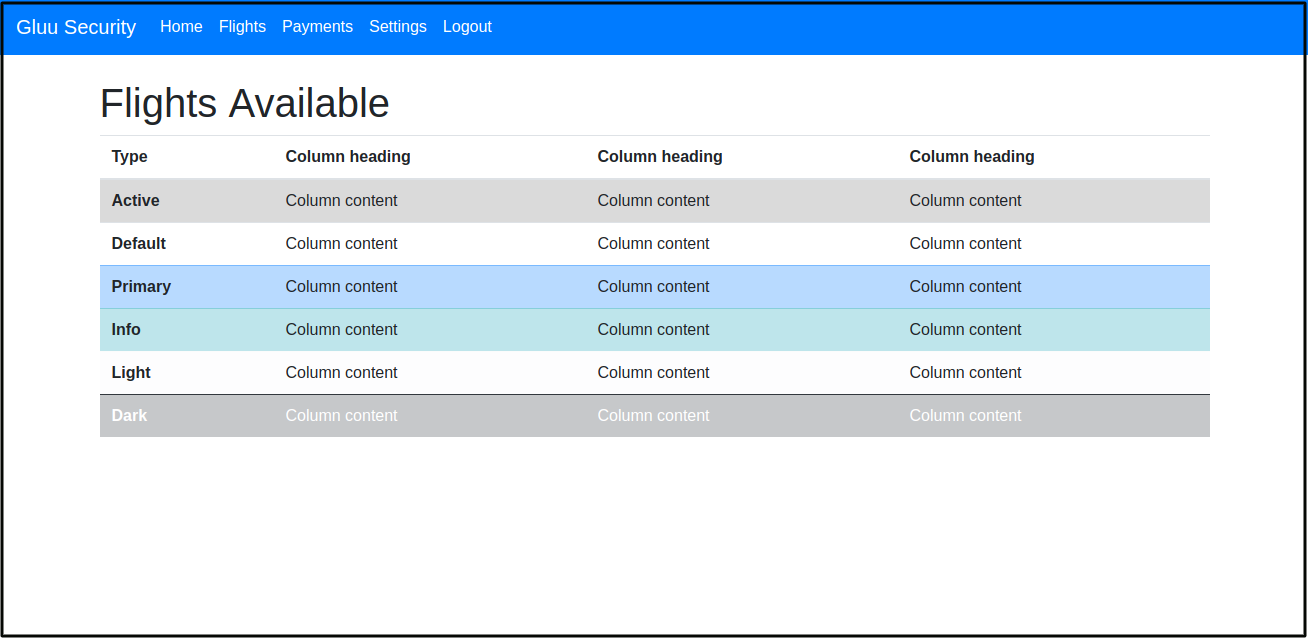 Gluu Security Home Flights Payments Settings Logout
Flights Available
Type Column heading Column heading Column heading
Active Column content Column content Column content
Default Column content Column content Column content
Primary Column content Column content Column content
Info Column content Column content Column content
Light Column content Column content Column content
Dark Column content Column content Column content